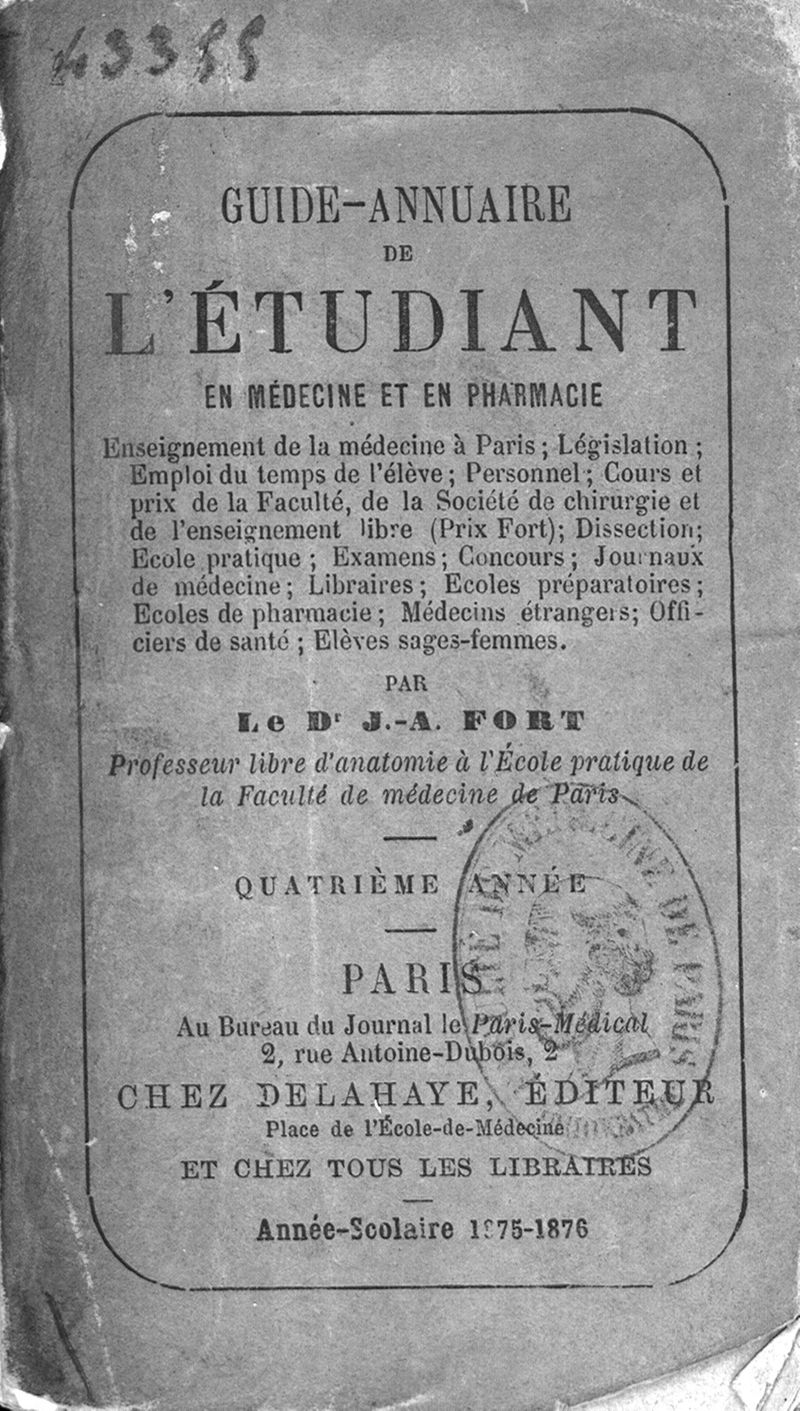 43355
GUIDE-ANNUAIRE
DE
L'ÉTUDIANT
EN MÉDECINE ET EN PHARMACIE
Enseignement de la médecine à Paris ; Législation ;
Emploi du temps de l'élève ; Personnel ; Cours et
prix de la Faculté, de la Société de chirurgie et
de l'enseignement libre (Prix Fort); Dissection;
Ecole pratique ; Examens ; Concours ; Journaux
de médecine ; Libraires ; Ecoles préparatoires ;
Ecoles de pharmacie ; Médecins étrangers; Offi-
ciers de santé ; Elèves sages-femmes.
PAR
Le Dr J.-A. FORT
Professeur libre d'anatomie à l'École pratique de
la Faculté de médecine de Paris
QUATRIÈME ANNÉE
PARIS
Au Bureau du Journal le Paris-Médical
2, rue Antoine-Dubois, 2
CHEZ DELAHAYE, ÉDITEUR
Place de l'École-de-Médecine
ET CHEZ TOUS LES LIBRAIRES
Année-Scolaire 1875-1876
DE MÉDECINE DE PARIS